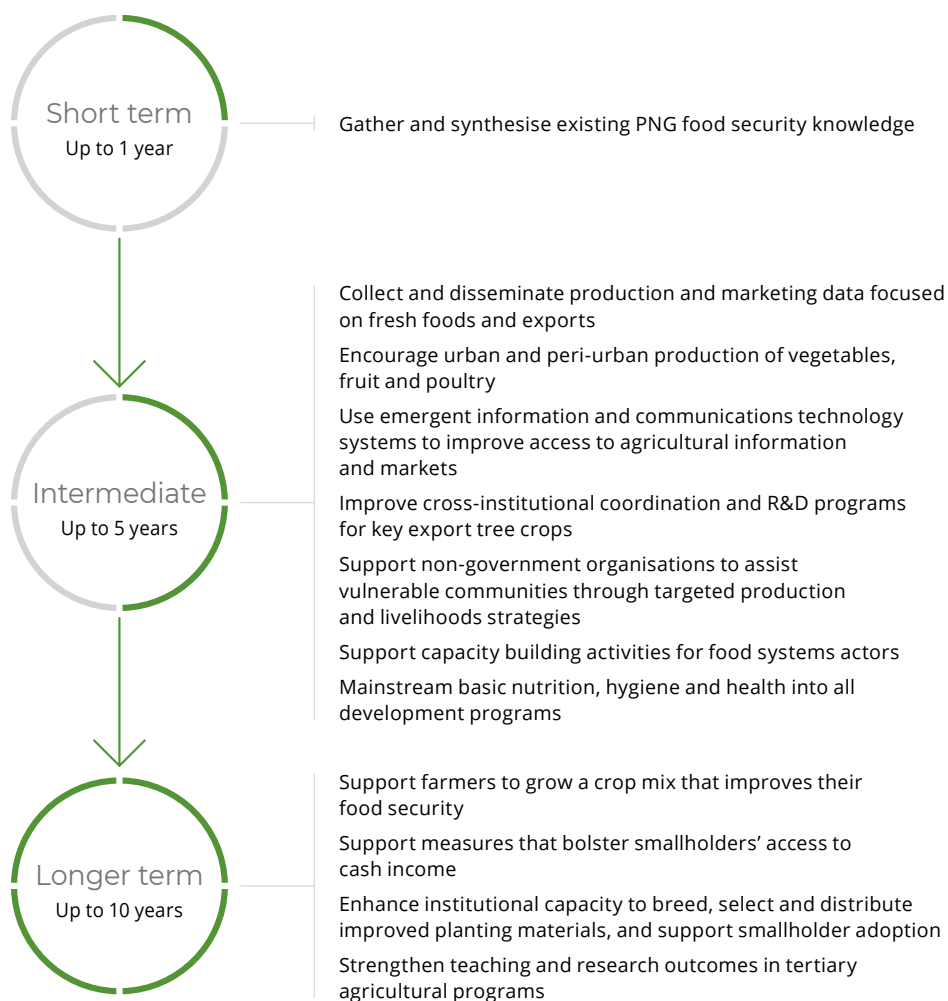 Short term
Up to 1 year
Gather and synthesise existing PNG food security knowledge
Intermediate
Up to 5 years
Collect and disseminate production and marketing data focused
on fresh foods and exports
Encourage urban and peri-urban production of vegetables,
fruit and poultry
Use emergent information and communications technology
systems to improve access to agricultural information
and markets
Improve cross-institutional coordination and R&D programs
for key export tree crops
Support non-government organisations to assist
vulnerable communities through targeted production
and livelihoods strategies
Support capacity building activities for food systems actors
Mainstream basic nutrition, hygiene and health into all
development programs
Longer term
Up to 10 years
Support farmers to grow a crop mix that improves their
food security
Support measures that bolster smallholders’ access to
cash income
Enhance institutional capacity to breed, select and distribute
improved planting materials, and support smallholder adoption
Strengthen teaching and research outcomes in tertiary
agricultural programs